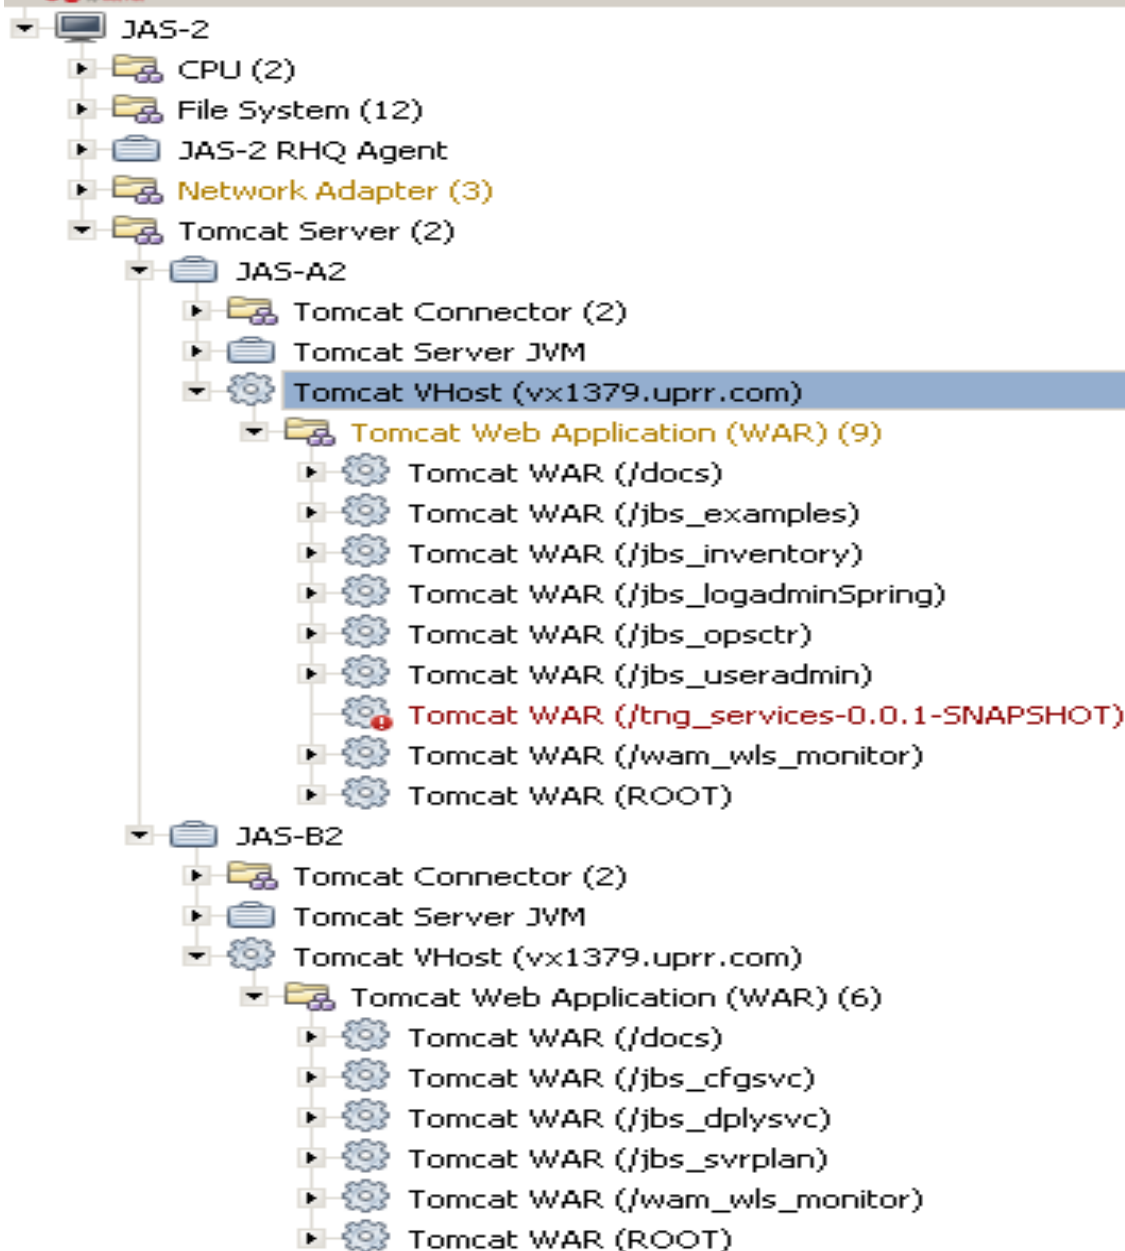 JAS-2
CPU (2)
File System (12)
JAS-2 RHQ Agent
Network Adapter (3)
Tomcat Server (2)
JAS-A2
Tomcat Connector (2)
Tomcat Server JVM
Tomcat VHost (vx1379.uprr.com)
Tomcat Web Application (WAR) (9)
Tomcat WAR (/docs)
Tomcat WAR (/jbs_examples)
Tomcat WAR (/jbs_inventory)
Tomcat WAR (/jbs_logadminSpring)
Tomcat WAR (/jbs_opsctr)
Tomcat WAR (/jbs_useradmin)
Tomcat WAR (/tng_services-0.0.1-SNAPSHOT)
Tomcat WAR (/wam_wls_monitor)
Tomcat WAR (ROOT)
JAS-B2
Tomcat Connector (2)
Tomcat Server JVM
Tomcat VHost (vx1379.uprr.com)
Tomcat Web Application (WAR) (6)
Tomcat WAR (/docs)
Tomcat WAR (/jbs_cfgsvc)
Tomcat WAR (/jbs_dplysvc)
Tomcat WAR (/jbs_svrplan)
Tomcat WAR (/wam_wls_monitor)
Tomcat WAR (ROOT)